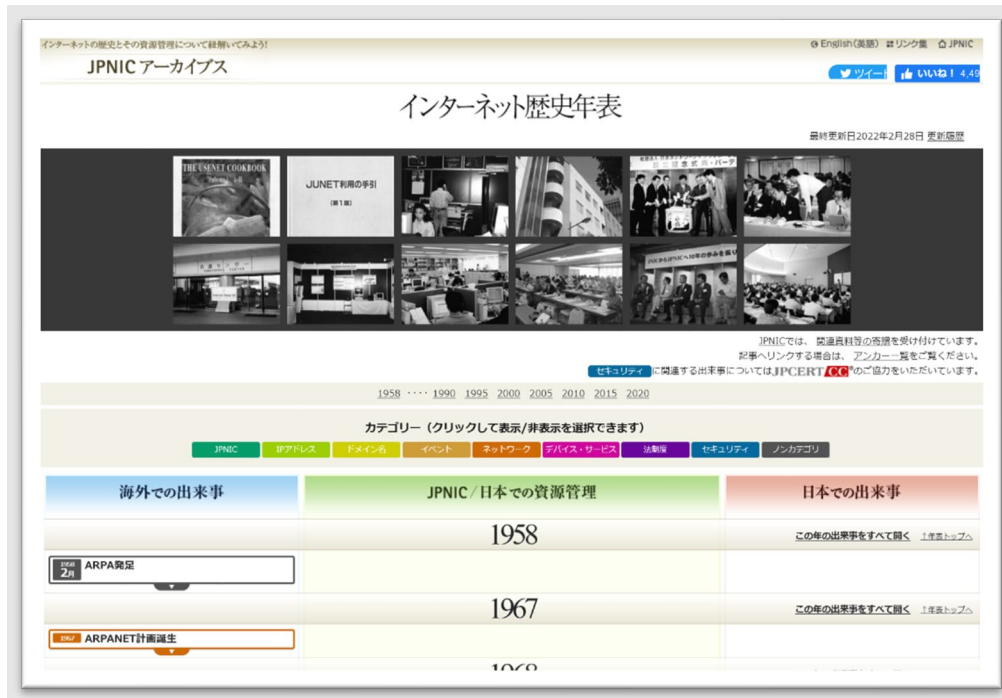 インターネットの歴史とその資源管理について紐解いてみよう!
English(英語) リンク集 JPNIC
JPNIC アーカイブス
ツイート いいね! 4,49
インターネット歴史年表
最終更新日2022年2月28日 更新履歴
THE USENET COOKBOOK
JUNET利用の手引
(第1版)
JPNICでは、関連資料等の寄贈を受け付けています。
記事へリンクする場合は、アンカー一覧をご覧ください。
セキュリティ に関連する出来事についてはJPCERT CC®のご協力をいただいています。
1958 ・・・・ 1990 1995 2000 2005 2010 2015 2020
カテゴリー（クリックして表示/非表示を選択できます）
JPNIC IPアドレス ドメイン名 イベント ネットワーク デバイス・サービス 法制度 セキュリティ ノンカテゴリ
海外での出来事 JPNIC/日本での資源管理 日本での出来事
1958 この年の出来事をすべて開く ↑年表トップへ
1958 2月 ARPA発足
1967 この年の出来事をすべて開く ↑年表トップへ
1967 ARPANET計画誕生